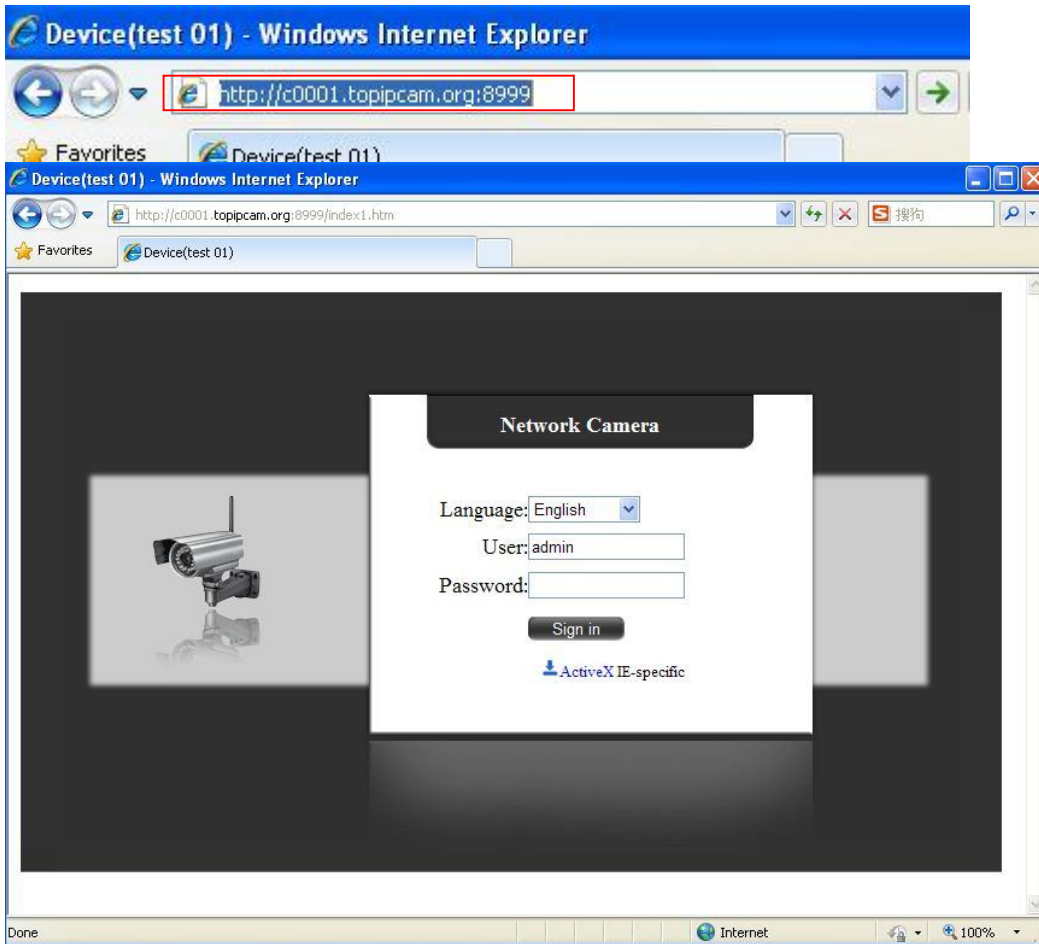 Device(test 01) - Windows Internet Explorer
http://c0001.topipcam.org:8999
Favorites Device(test 01)
Device(test 01) - Windows Internet Explorer
http://c0001.topipcam.org:8999/index1.htm 搜狗
Favorites Device(test 01)
Network Camera
Language: English
User: admin
Password:
Sign in
ActiveX IE-specific
Done Internet 100%